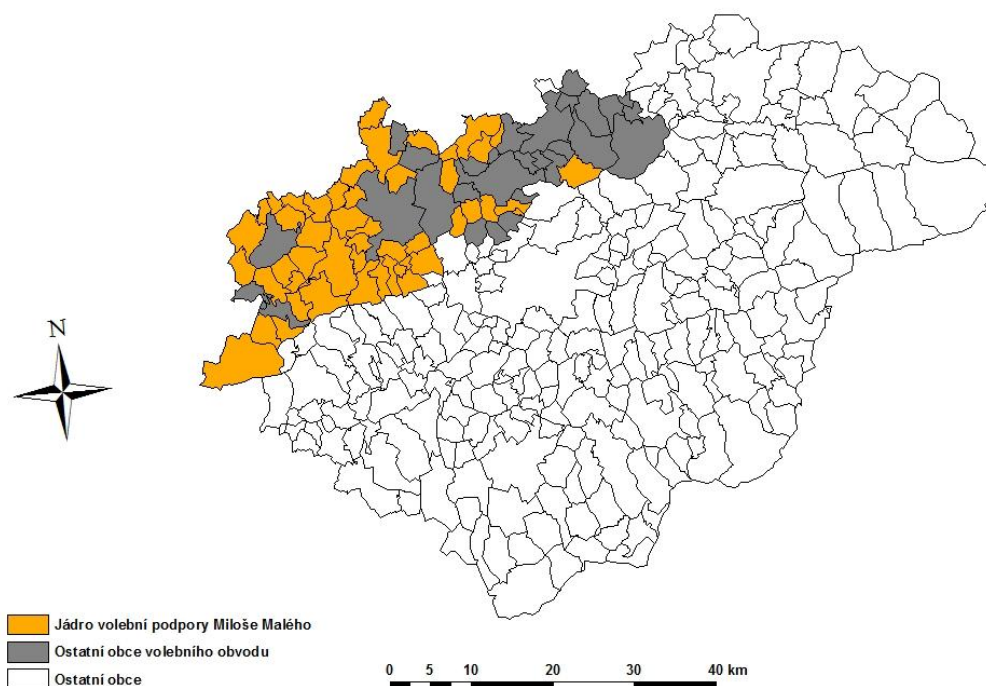 N
Jádro volební podpory Miloše Malého
Ostatní obce volebního obvodu
Ostatní obce
0 5 10 20 30 40 km